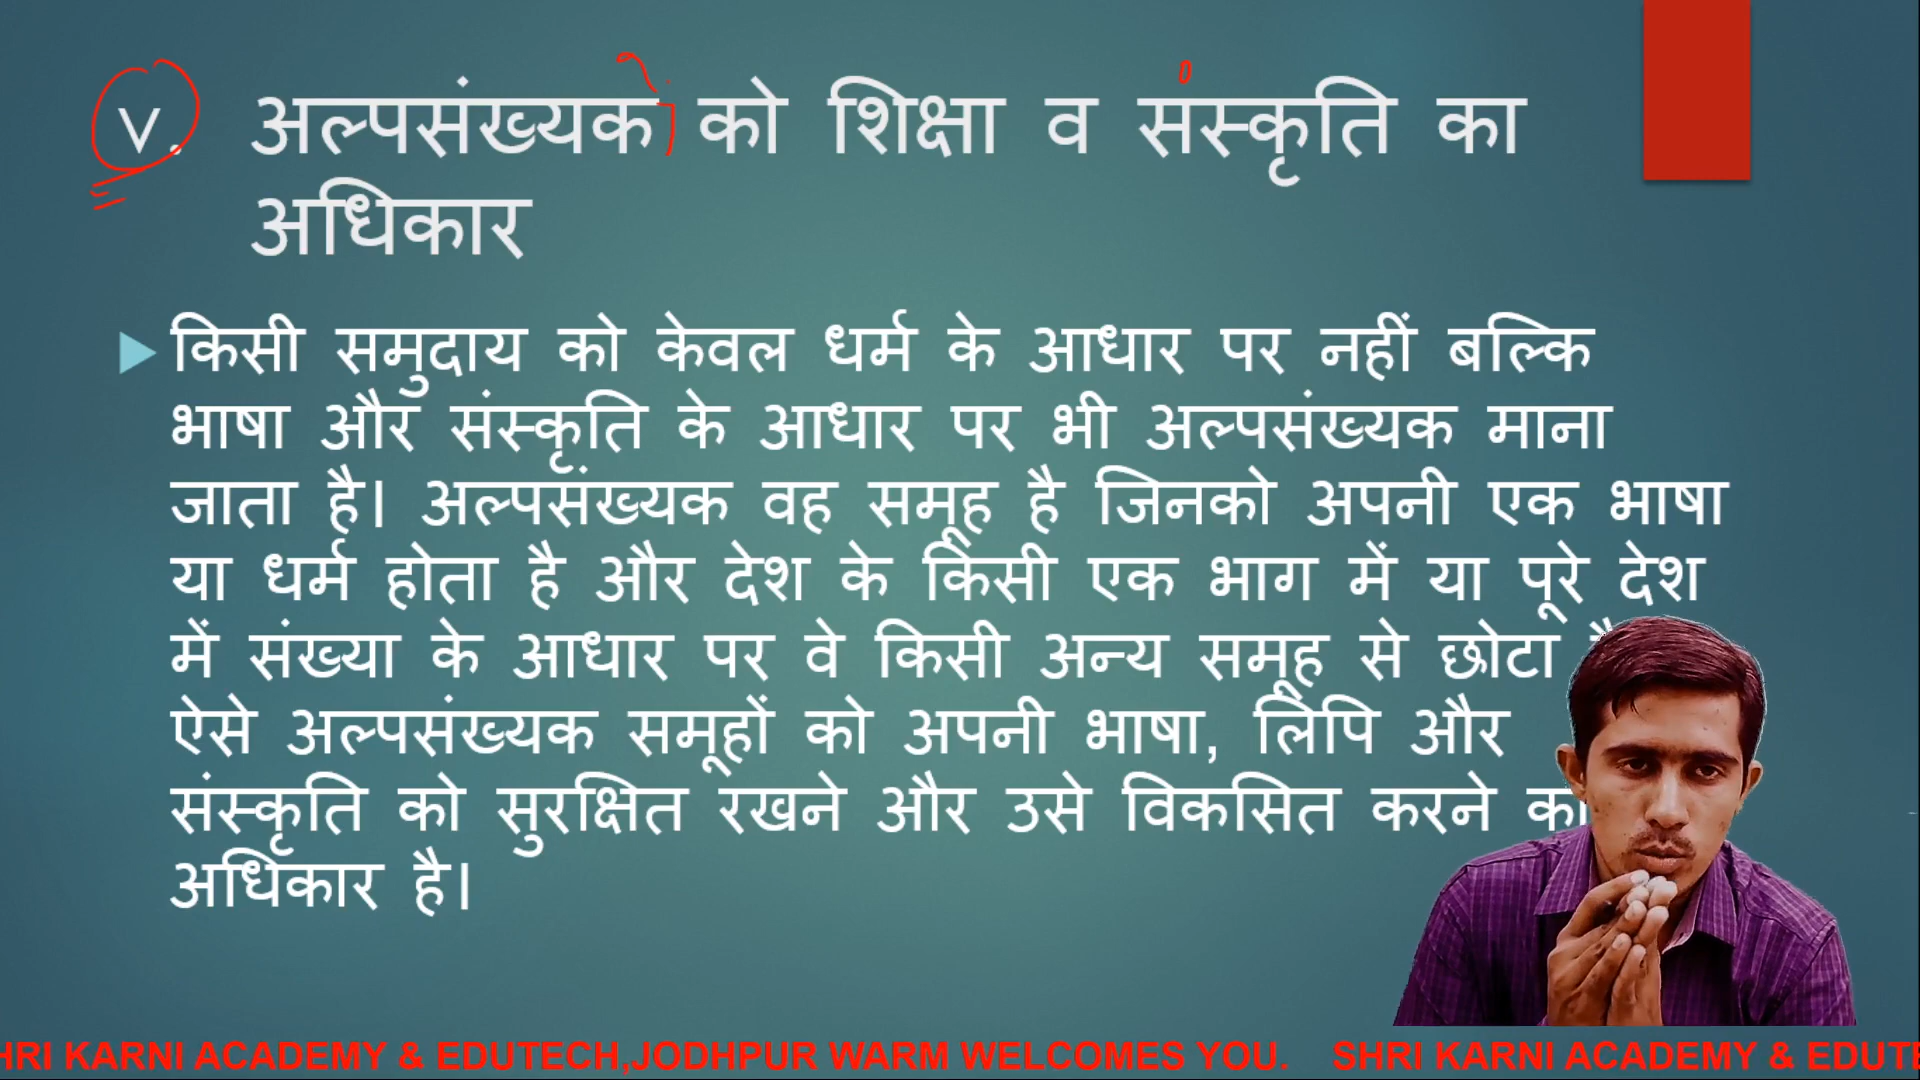 v. अल्पसंख्यकों को शिक्षा व संस्कृति का
अधिकार
किसी समुदाय को केवल धर्म के आधार पर नहीं बल्कि
भाषा और संस्कृति के आधार पर भी अल्पसंख्यक माना
जाता है। अल्पसंख्यक वह समूह है जिनको अपनी एक भाषा
या धर्म होता है और देश के किसी एक भाग में या पूरे देश
में संख्या के आधार पर वे किसी अन्य समूह से छोटा
ऐसे अल्पसंख्यक समूहों को अपनी भाषा, लिपि और
संस्कृति को सुरक्षित रखने और उसे विकसित करने का
अधिकार है।
HRI KARNI ACADEMY & EDUTECH,JODHPUR WARM WELCOMES YOU. SHRI KARNI ACADEMY & EDUTE